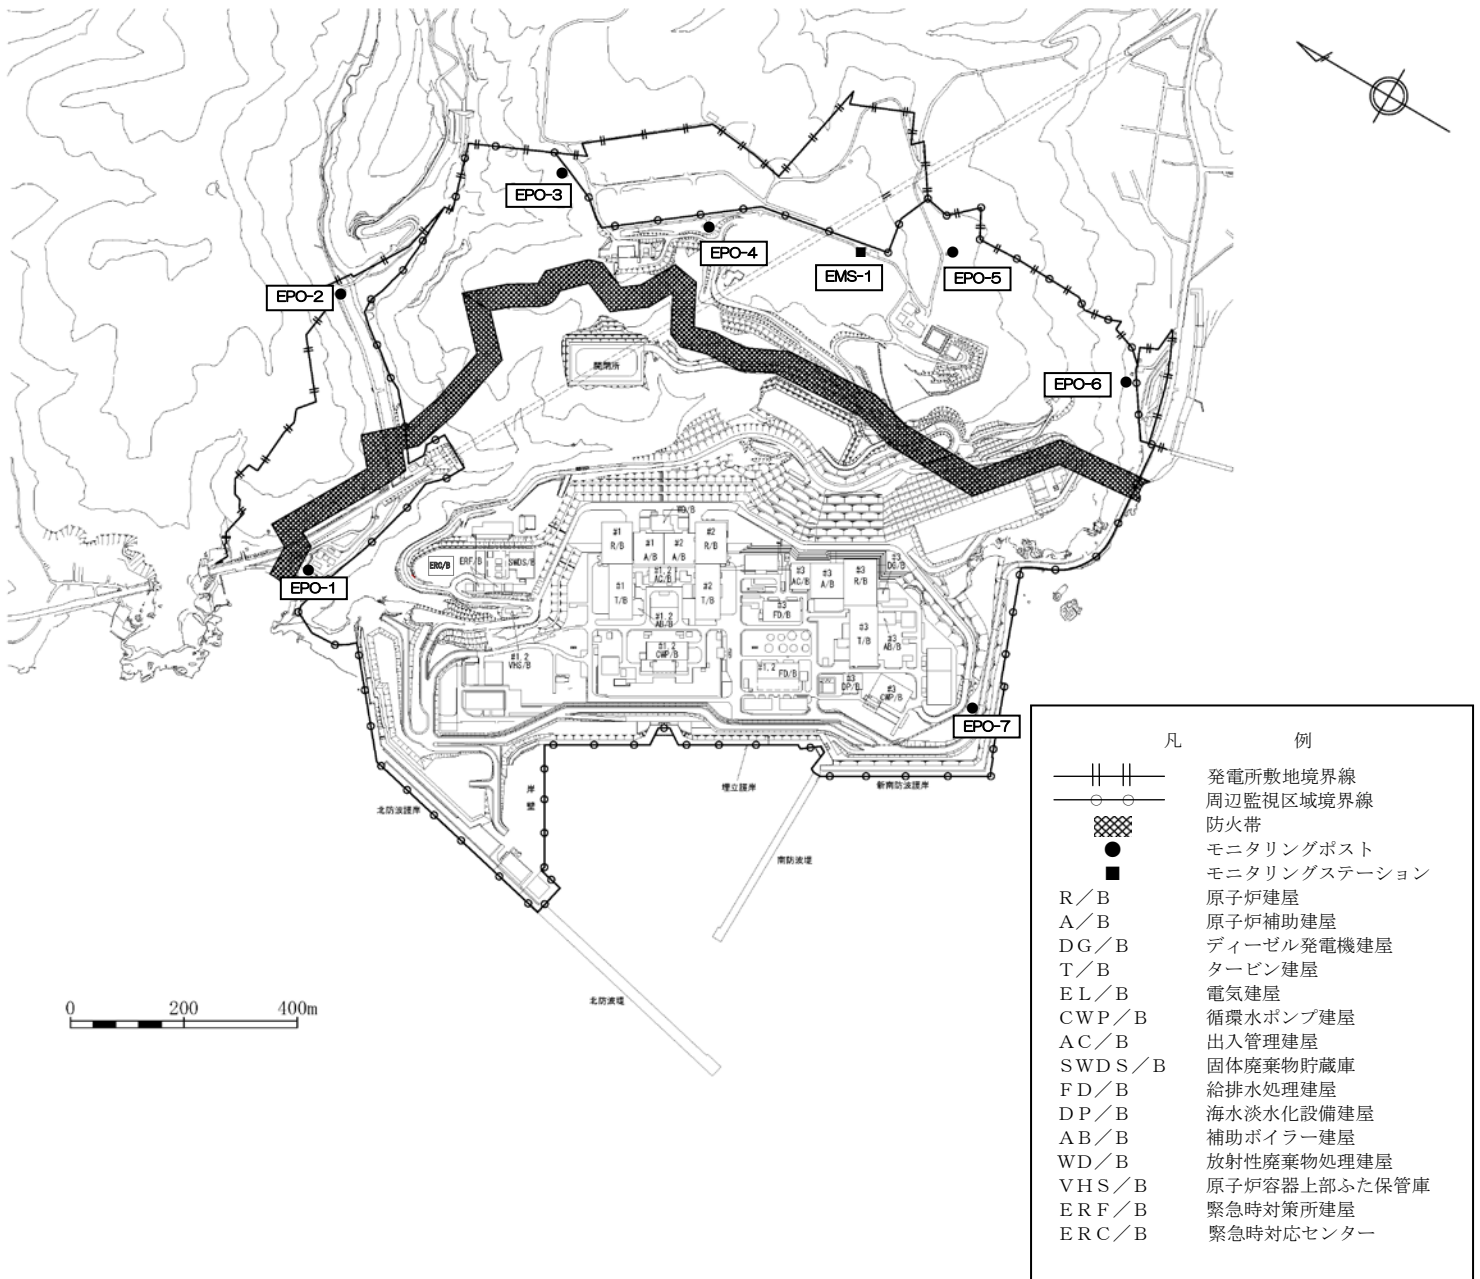 EPO-3
EPO-4
EMS-1
EPO-5
EPO-2
EPO-6
開閉所
EPO-1
ERC/B
ERF/B
SWDS/B
WD/B
#1
R/B
#1
A/B
#2
A/B
#2
R/B
#1,2
AC/B
#1
T/B
#2
T/B
#1,2
AB/B
#1,2
CWP/B
#1,2
VHS/B
#3
DG/B
#3
AC/B
#3
A/B
#3
R/B
#3
FD/B
#3
T/B
#3
AB/B
#1,2
FD/B
#3
DP/B
#3
CWP/B
EPO-7
岸壁
埋立護岸
新南防波護岸
北防波護岸
南防波堤
北防波堤
0 200 400m
凡 例
発電所敷地境界線
周辺監視区域境界線
防火帯
モニタリングポスト
モニタリングステーション
R/B 原子炉建屋
A/B 原子炉補助建屋
DG/B ディーゼル発電機建屋
T/B タービン建屋
EL/B 電気建屋
CWP/B 循環水ポンプ建屋
AC/B 出入管理建屋
SWDS/B 固体廃棄物貯蔵庫
FD/B 給排水処理建屋
DP/B 海水淡水化設備建屋
AB/B 補助ボイラー建屋
WD/B 放射性廃棄物処理建屋
VHS/B 原子炉容器上部ふた保管庫
ERF/B 緊急時対策所建屋
ERC/B 緊急時対応センター